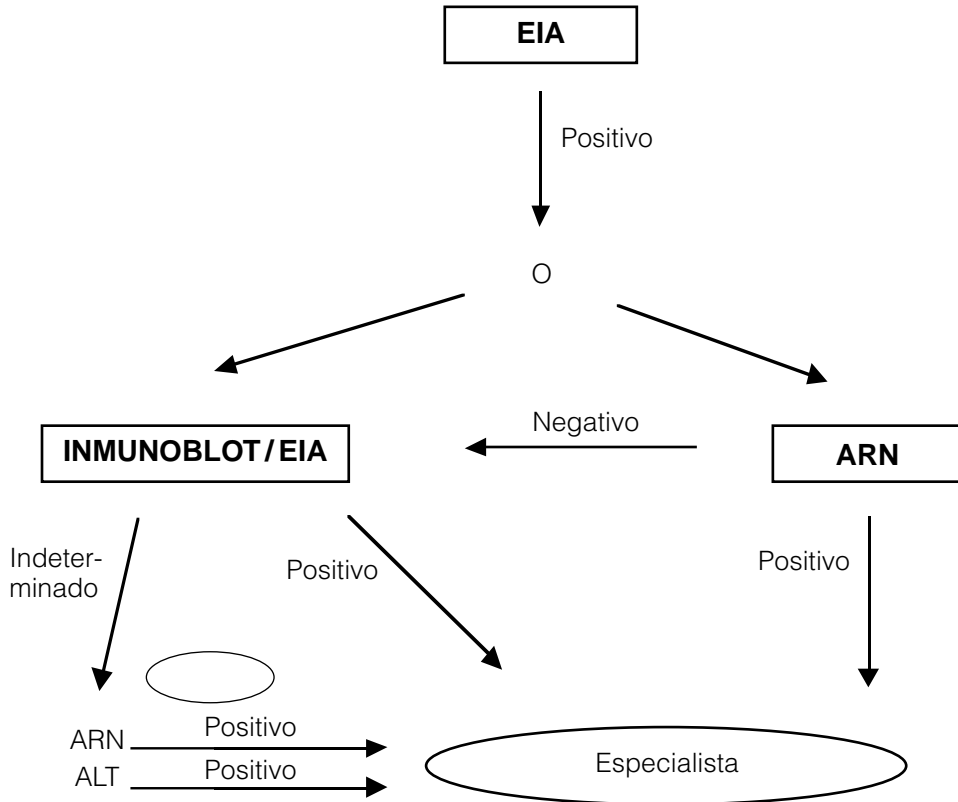 EIA
Positivo
O
Negativo
INMUNOBLOT / EIA
ARN
Indeter-
minado
Positivo
Positivo
ARN
Positivo
ALT
Positivo
Especialista